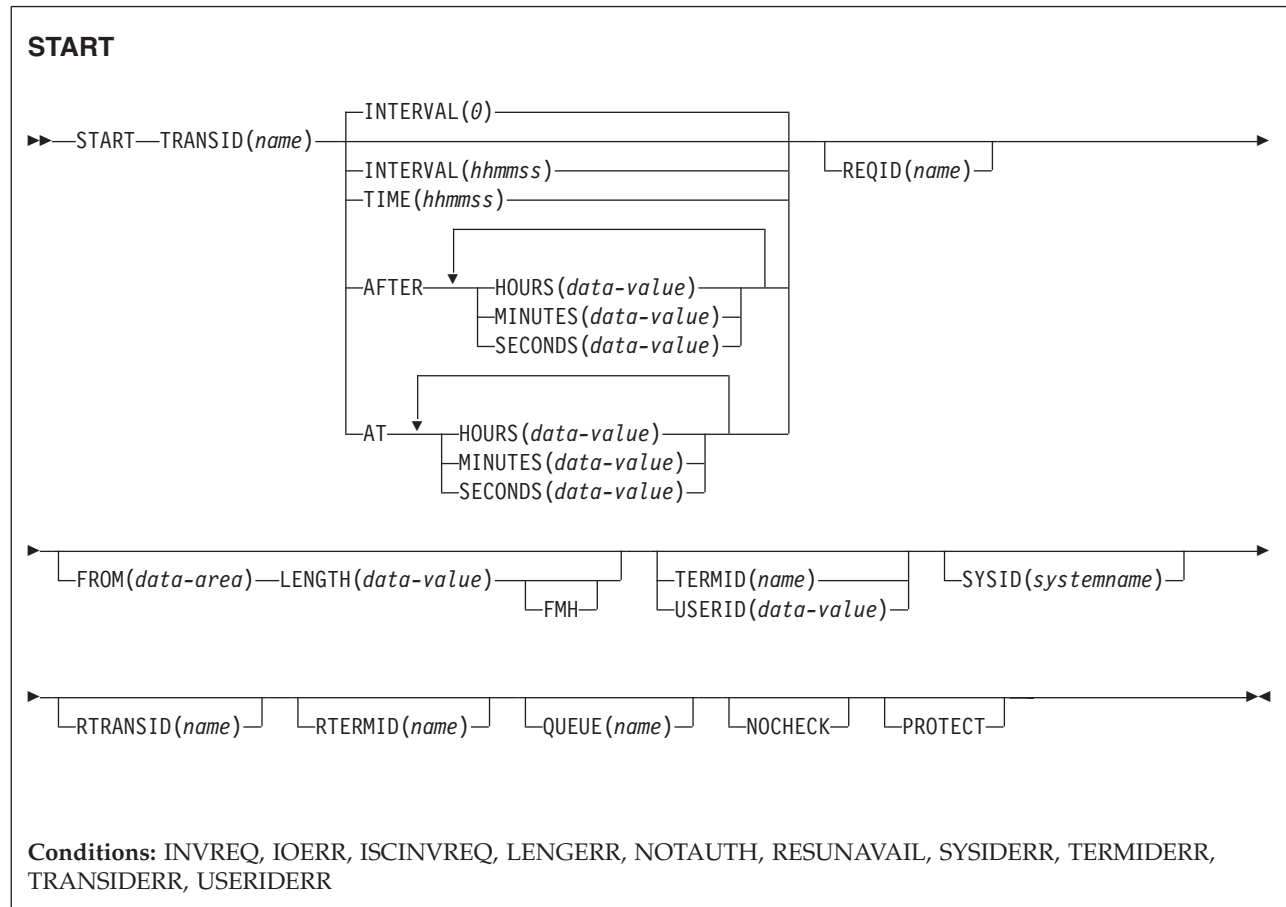 START
INTERVAL(0)
START TRANSID(name)
INTERVAL(hhmmss) REQID(name)
TIME(hhmmss)
AFTER HOURS(data-value)
MINUTES(data-value)
SECONDS(data-value)
AT HOURS(data-value)
MINUTES(data-value)
SECONDS(data-value)
FROM(data-area) LENGTH(data-value) TERMID(name) SYSID(systemname)
FMH USERID(data-value)
RTRANSID(name) RTERMID(name) QUEUE(name) NOCHECK PROTECT
Conditions: INVREQ, IOERR, ISCINVREQ, LENGERR, NOTAUTH, RESUNAVAIL, SYSIDERR, TERMIDERR,
TRANSIDERR, USERIDERR